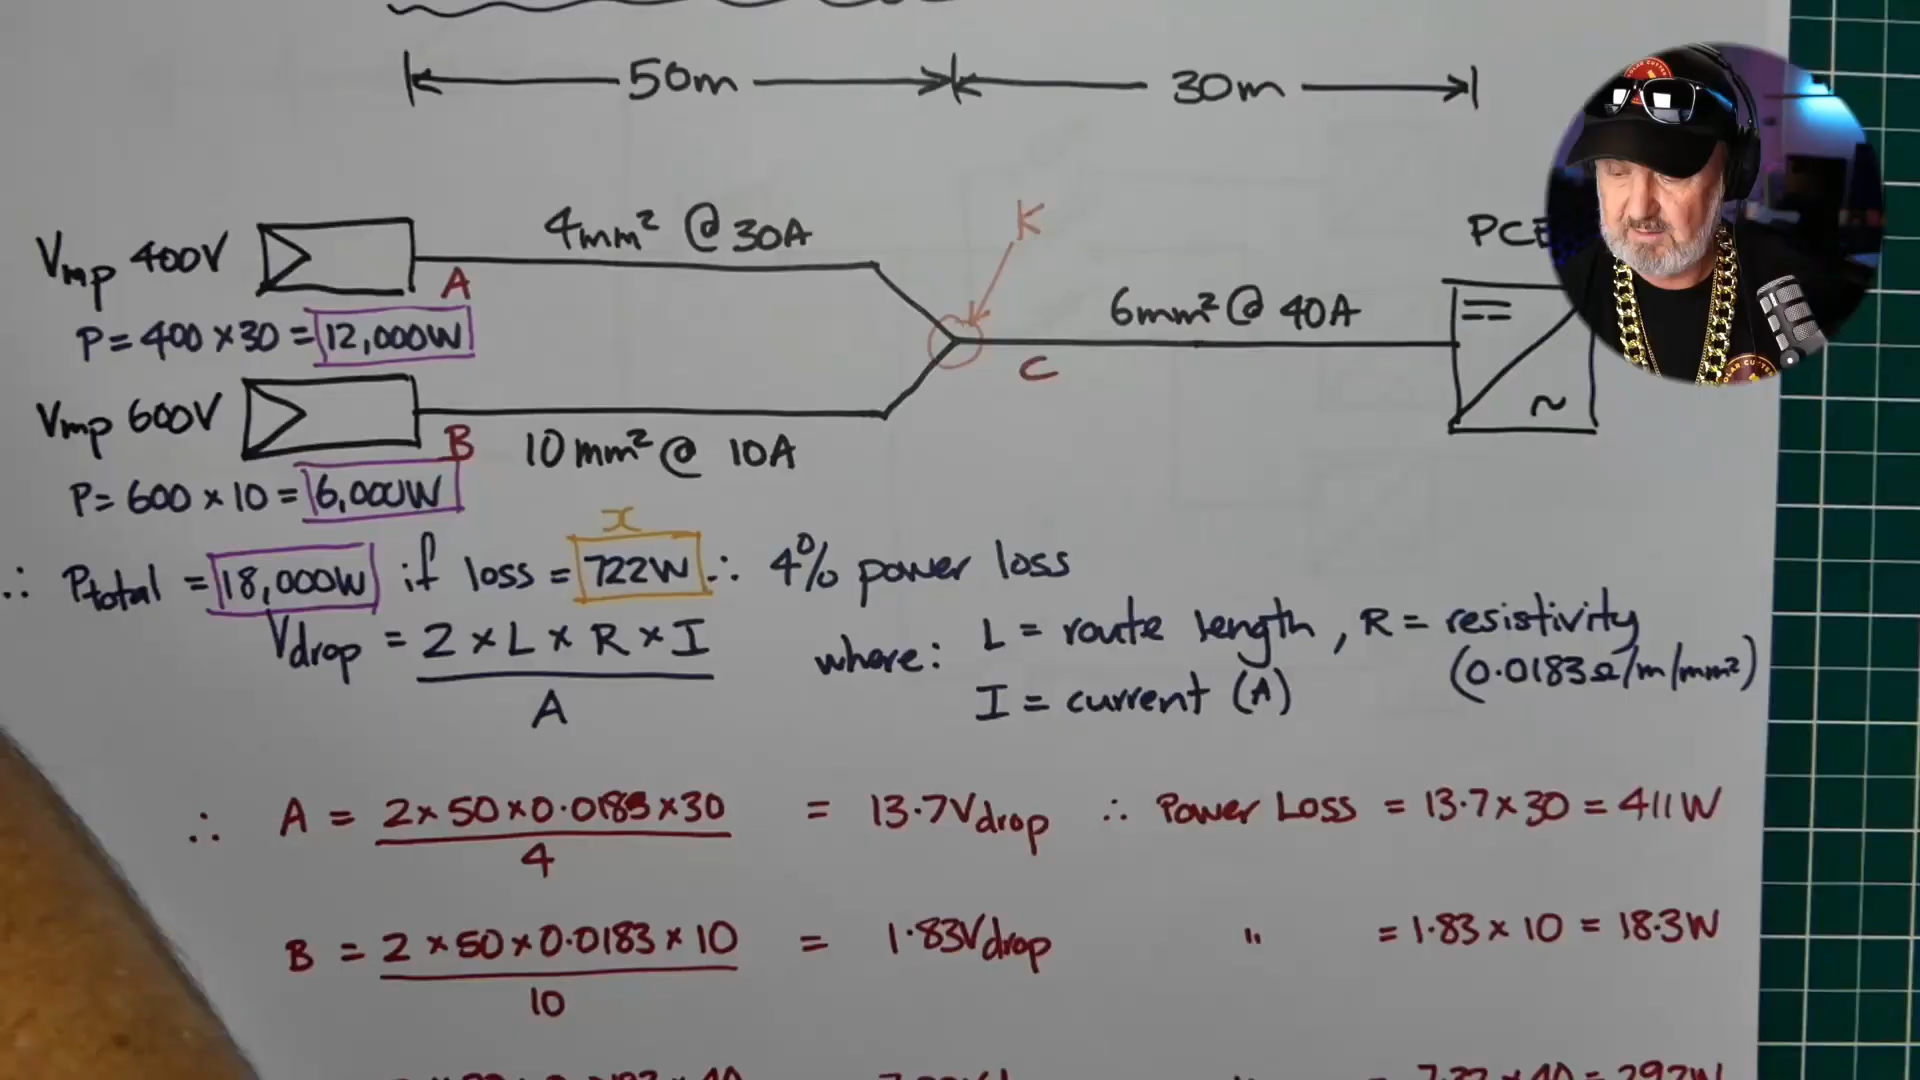 50m 30m
K
4mm² @ 30A
PCE
Vmp 400V
A
6mm² @ 40A
P = 400 × 30 = 12,000W
C
Vmp 600V
B 10mm² @ 10A
P = 600 × 10 = 6,000W
x
∴ Ptotal = 18,000W if loss = 722W ∴ 4% power loss
Vdrop = 2 × L × R × I
A
where: L = route length, R = resistivity
(0.0183Ω/m/mm²)
I = current (A)
∴ A = 2 × 50 × 0.0183 × 30 = 13.7Vdrop ∴ Power Loss = 13.7 × 30 = 411W
4
B = 2 × 50 × 0.0183 × 10 = 1.83Vdrop " = 1.83 × 10 = 18.3W
10